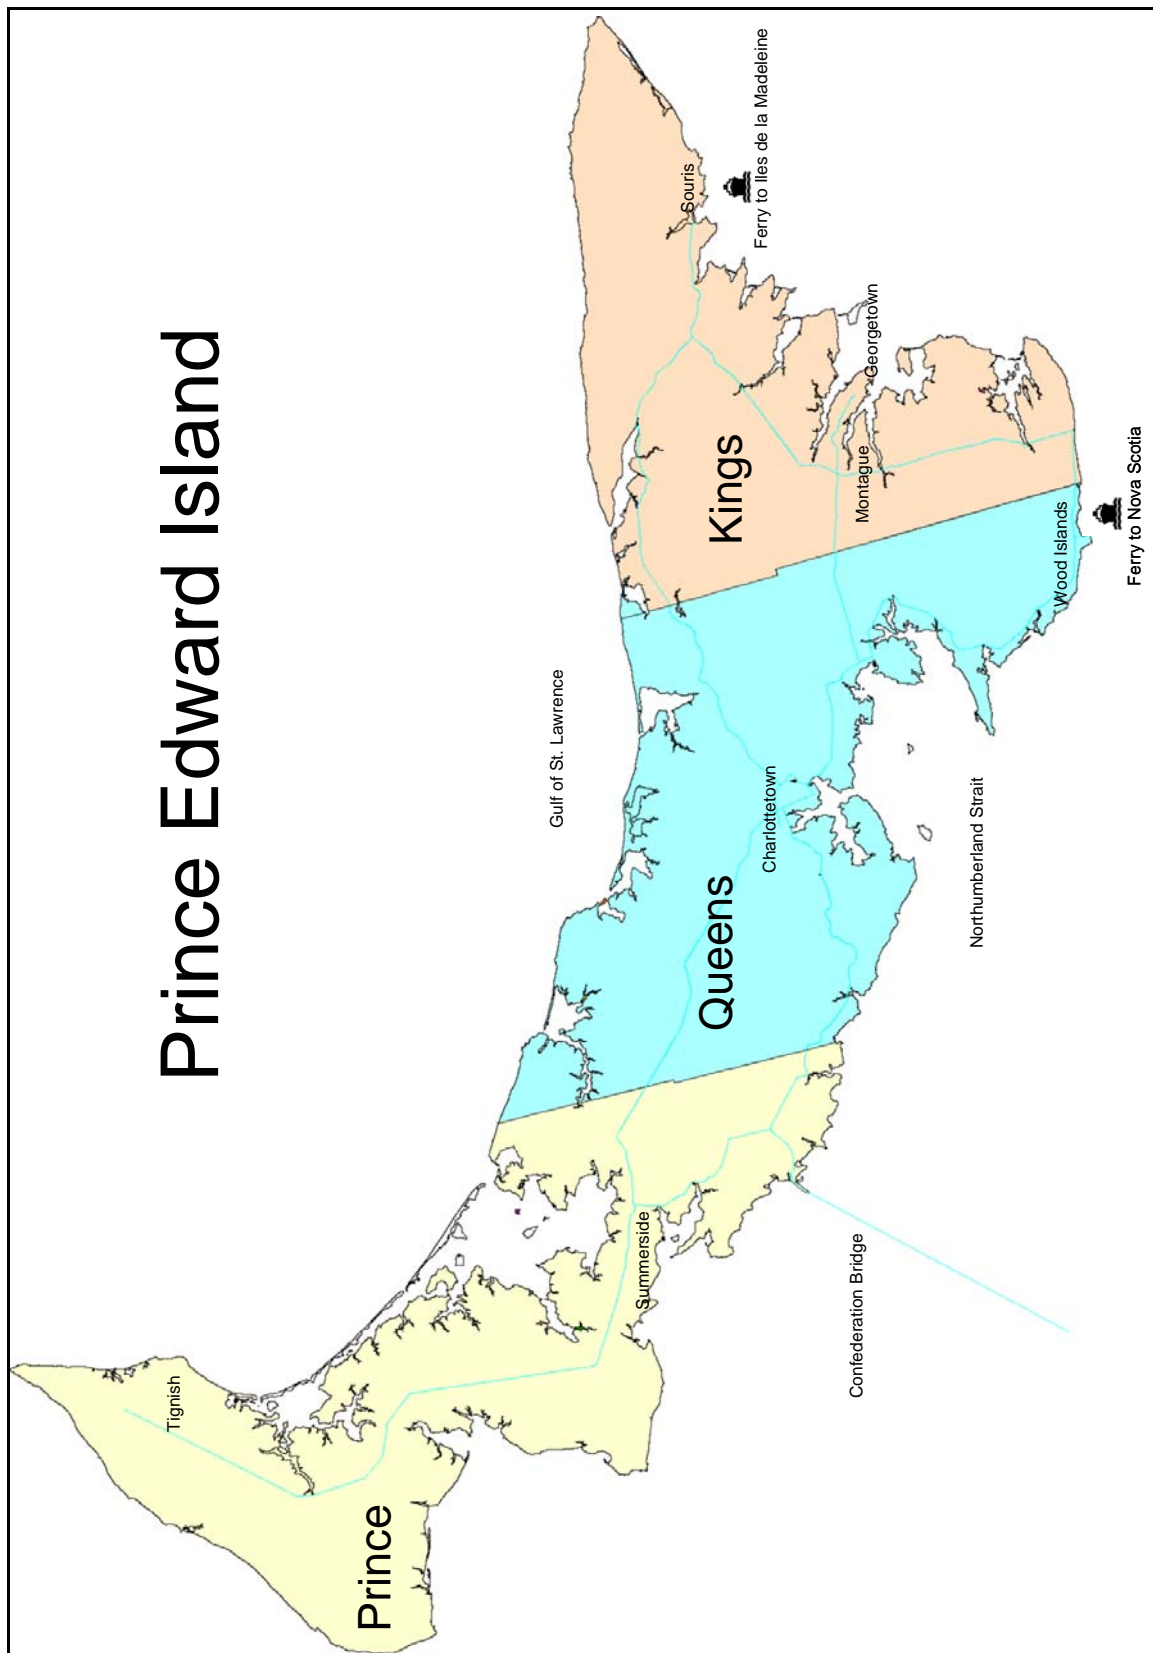 Prince Edward Island
Gulf of St. Lawrence
Tignish
Prince
Summerside
Confederation Bridge
Queens
Charlottetown
Northumberland Strait
Kings
Montague
Georgetown
Souris
Ferry to Iles de la Madeleine
Wood Islands
Ferry to Nova Scotia